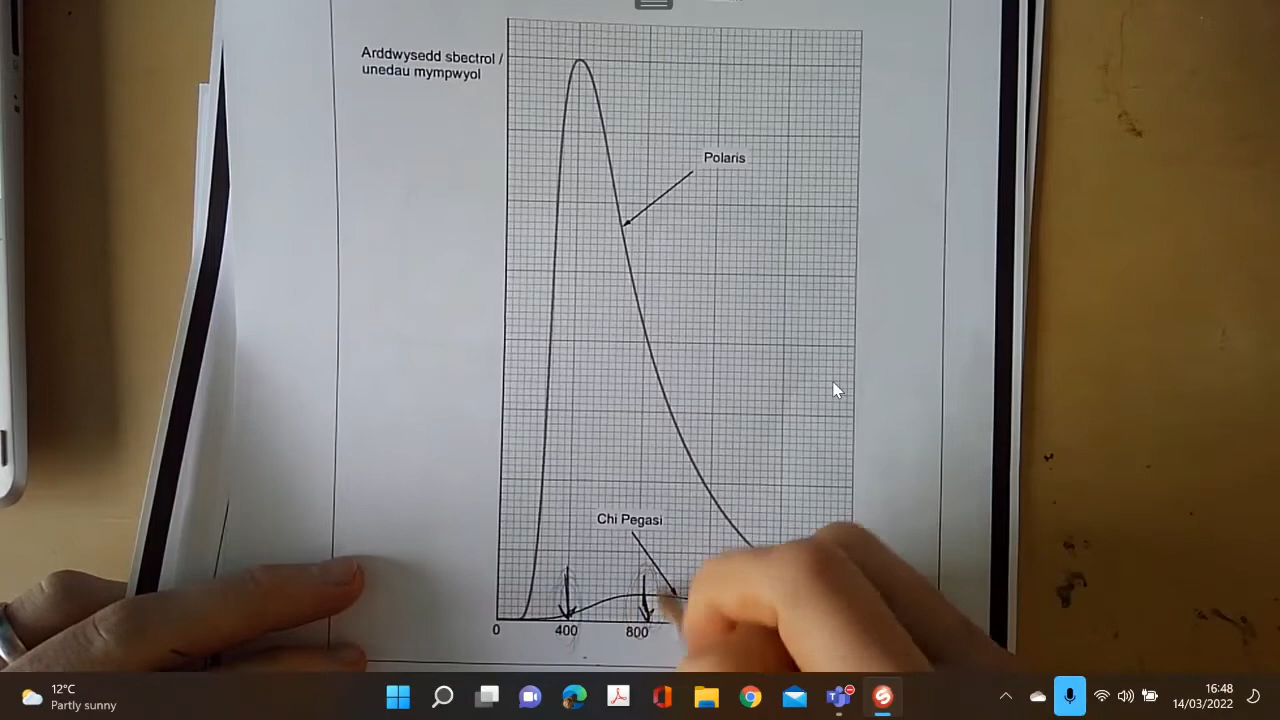 Arddwysedd sbectrol /
unedau mympwyol
Polaris
Chi Pegasi
0
400
800
12°C
Partly sunny
16:48
14/03/2022